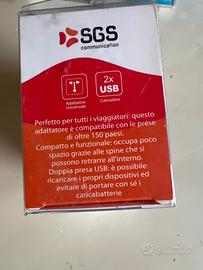 SGS
communication
2x
USB
Adattatore
Universale
Caricatore
Perfetto per tutti i viaggiatori: questo
adattatore è compatibile con le prese
di oltre 150 paesi.
Compatto e funzionale: occupa poco
spazio grazie alle spine che si
possono retrarre all'interno.
Doppia presa USB: è possibile
ricaricare i propri dispositivi ed
evitare di portare con sé i
caricabatterie
subito.it